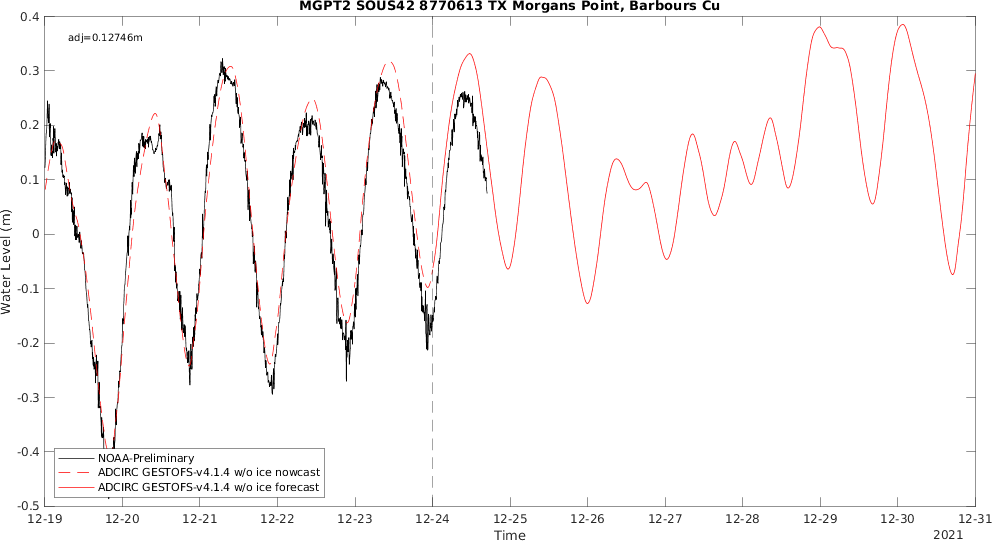 MGPT2 SOUS42 8770613 TX Morgans Point, Barbours Cu
adj=0.12746m
0.4
0.3
0.2
0.1
0
-0.1
-0.2
-0.3
-0.4
-0.5
Water Level (m)
NOAA-Preliminary
ADCIRC GESTOFS-v4.1.4 w/o ice nowcast
ADCIRC GESTOFS-v4.1.4 w/o ice forecast
12-19 12-20 12-21 12-22 12-23 12-24 12-25 12-26 12-27 12-28 12-29 12-30 12-31
Time
2021